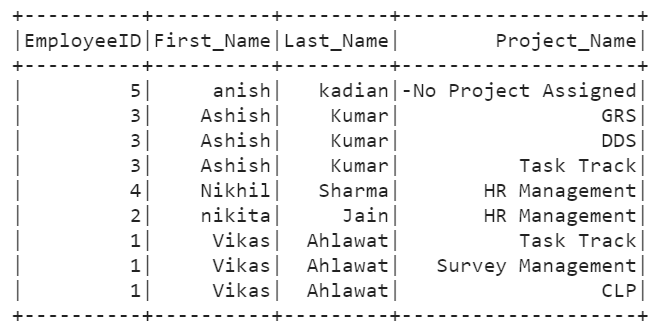 +----------+----------+---------+--------------------+
|EmployeeID|First_Name|Last_Name|        Project_Name|
+----------+----------+---------+--------------------+
|         5|     anish|   kadian|-No Project Assigned|
|         3|    Ashish|    Kumar|                 GRS|
|         3|    Ashish|    Kumar|                 DDS|
|         3|    Ashish|    Kumar|          Task Track|
|         4|    Nikhil|   Sharma|       HR Management|
|         2|    nikita|     Jain|       HR Management|
|         1|     Vikas|  Ahlawat|          Task Track|
|         1|     Vikas|  Ahlawat|   Survey Management|
|         1|     Vikas|  Ahlawat|                 CLP|
+----------+----------+---------+--------------------+